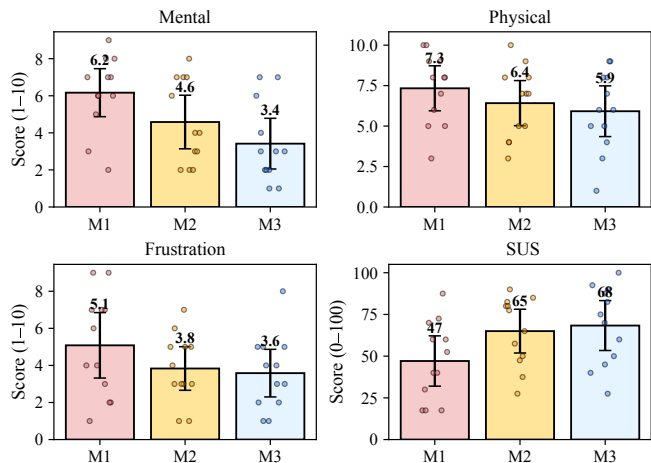 Mental
Score (1–10)
8
6
4
2
0
6.2
4.6
3.4
M1 M2 M3
Physical
10.0
7.5
5.0
2.5
0.0
7.3
6.4
5.9
M1 M2 M3
Frustration
Score (1–10)
8
6
4
2
0
5.1
3.8
3.6
M1 M2 M3
SUS
Score (0–100)
100
75
50
25
0
47
65
68
M1 M2 M3